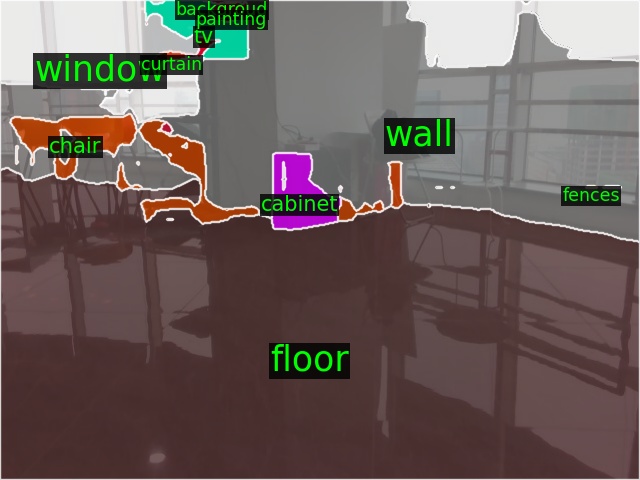 backgroud
painting
tv
curtain
window
wall
chair
fences
cabinet
floor